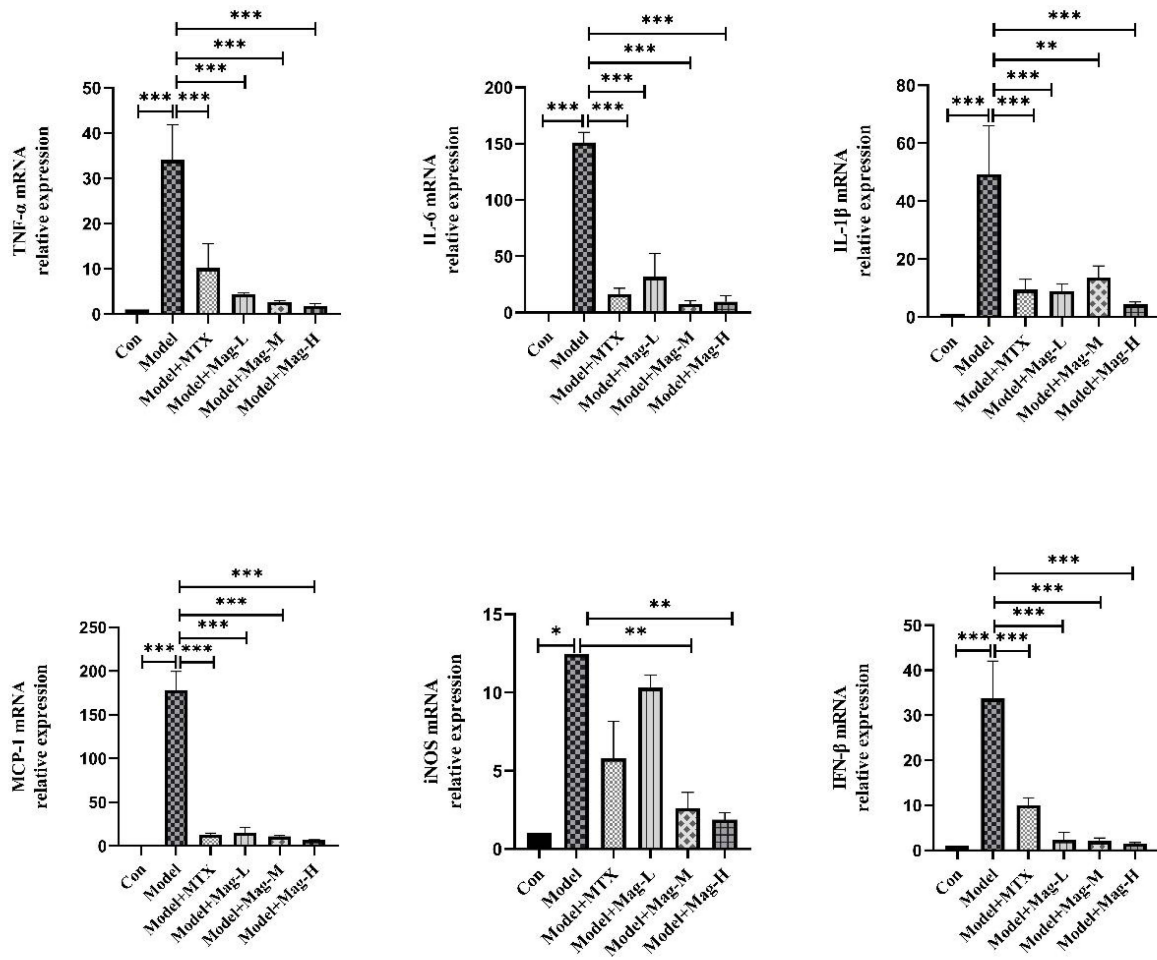 ***
***
***
*** ***
TNF-α mRNA
relative expression
50
40
30
20
10
0
Con
Model
Model+MTX
Model+Mag-L
Model+Mag-M
Model+Mag-H
***
***
***
*** ***
IL-6 mRNA
relative expression
200
150
100
50
0
Con
Model
Model+MTX
Model+Mag-L
Model+Mag-M
Model+Mag-H
***
**
***
*** ***
IL-1β mRNA
relative expression
80
60
40
20
0
Con
Model
Model+MTX
Model+Mag-L
Model+Mag-M
Model+Mag-H
***
***
***
*** ***
MCP-1 mRNA
relative expression
250
200
150
100
50
0
Con
Model
Model+MTX
Model+Mag-L
Model+Mag-M
Model+Mag-H
**
* **
iNOS mRNA
relative expression
15
10
5
0
Con
Model
Model+MTX
Model+Mag-L
Model+Mag-M
Model+Mag-H
***
***
***
*** ***
IFN-β mRNA
relative expression
50
40
30
20
10
0
Con
Model
Model+MTX
Model+Mag-L
Model+Mag-M
Model+Mag-H